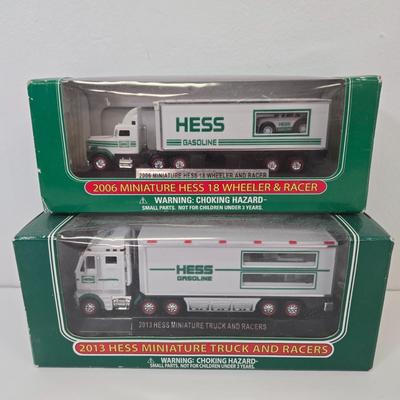 HESS
GASOLINE
2006 MINIATURE HESS 18 WHEELER AND RACER
2006 MINIATURE HESS 18 WHEELER & RACER
WARNING: CHOKING HAZARD-
SMALL PARTS. NOT FOR CHILDREN UNDER 3 YEARS.
HESS
GASOLINE
2013 HESS MINIATURE TRUCK AND RACERS
2013 HESS MINIATURE TRUCK AND RACERS
WARNING: CHOKING HAZARD-
SMALL PARTS. NOT FOR CHILDREN UNDER 3 YEARS.